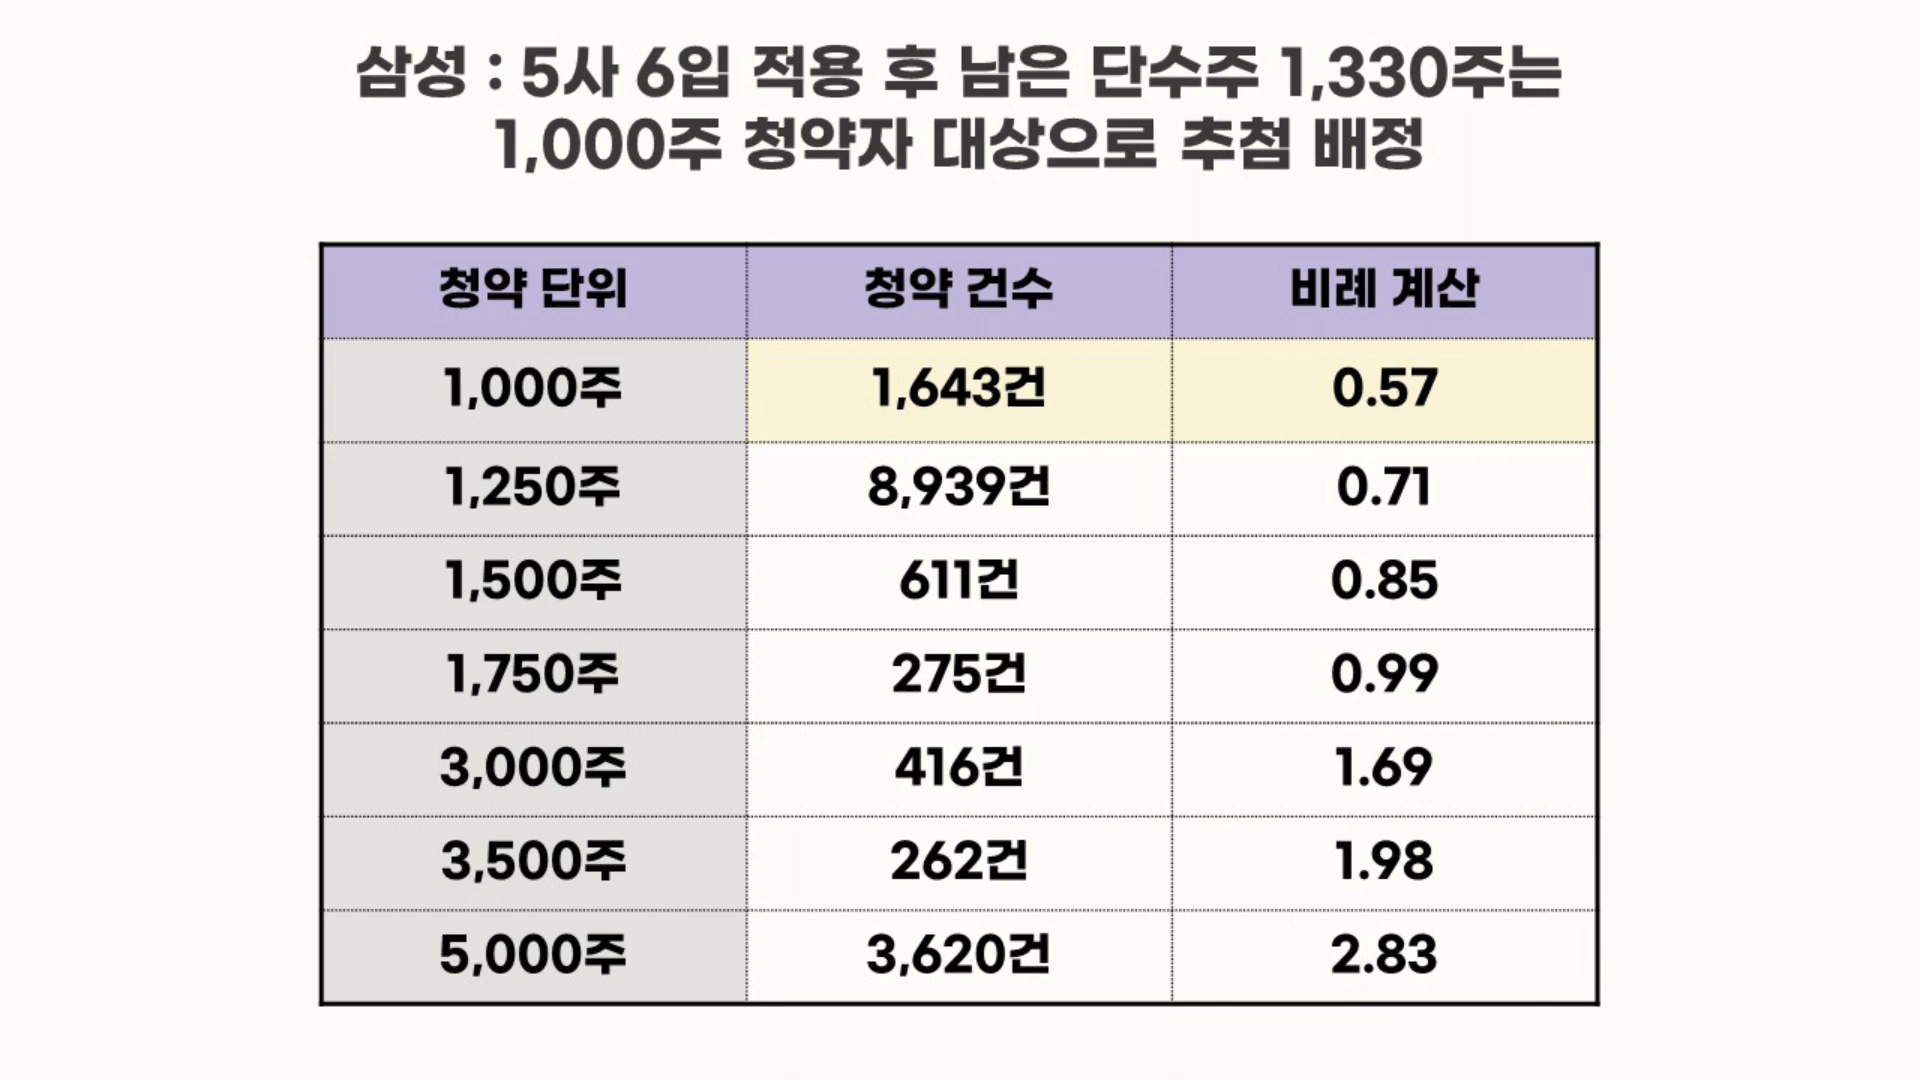 삼성 : 5사 6입 적용 후 남은 단수주 1,330주는
1,000주 청약자 대상으로 추첨 배정
청약 단위 청약 건수 비례 계산
1,000주 1,643건 0.57
1,250주 8,939건 0.71
1,500주 611건 0.85
1,750주 275건 0.99
3,000주 416건 1.69
3,500주 262건 1.98
5,000주 3,620건 2.83